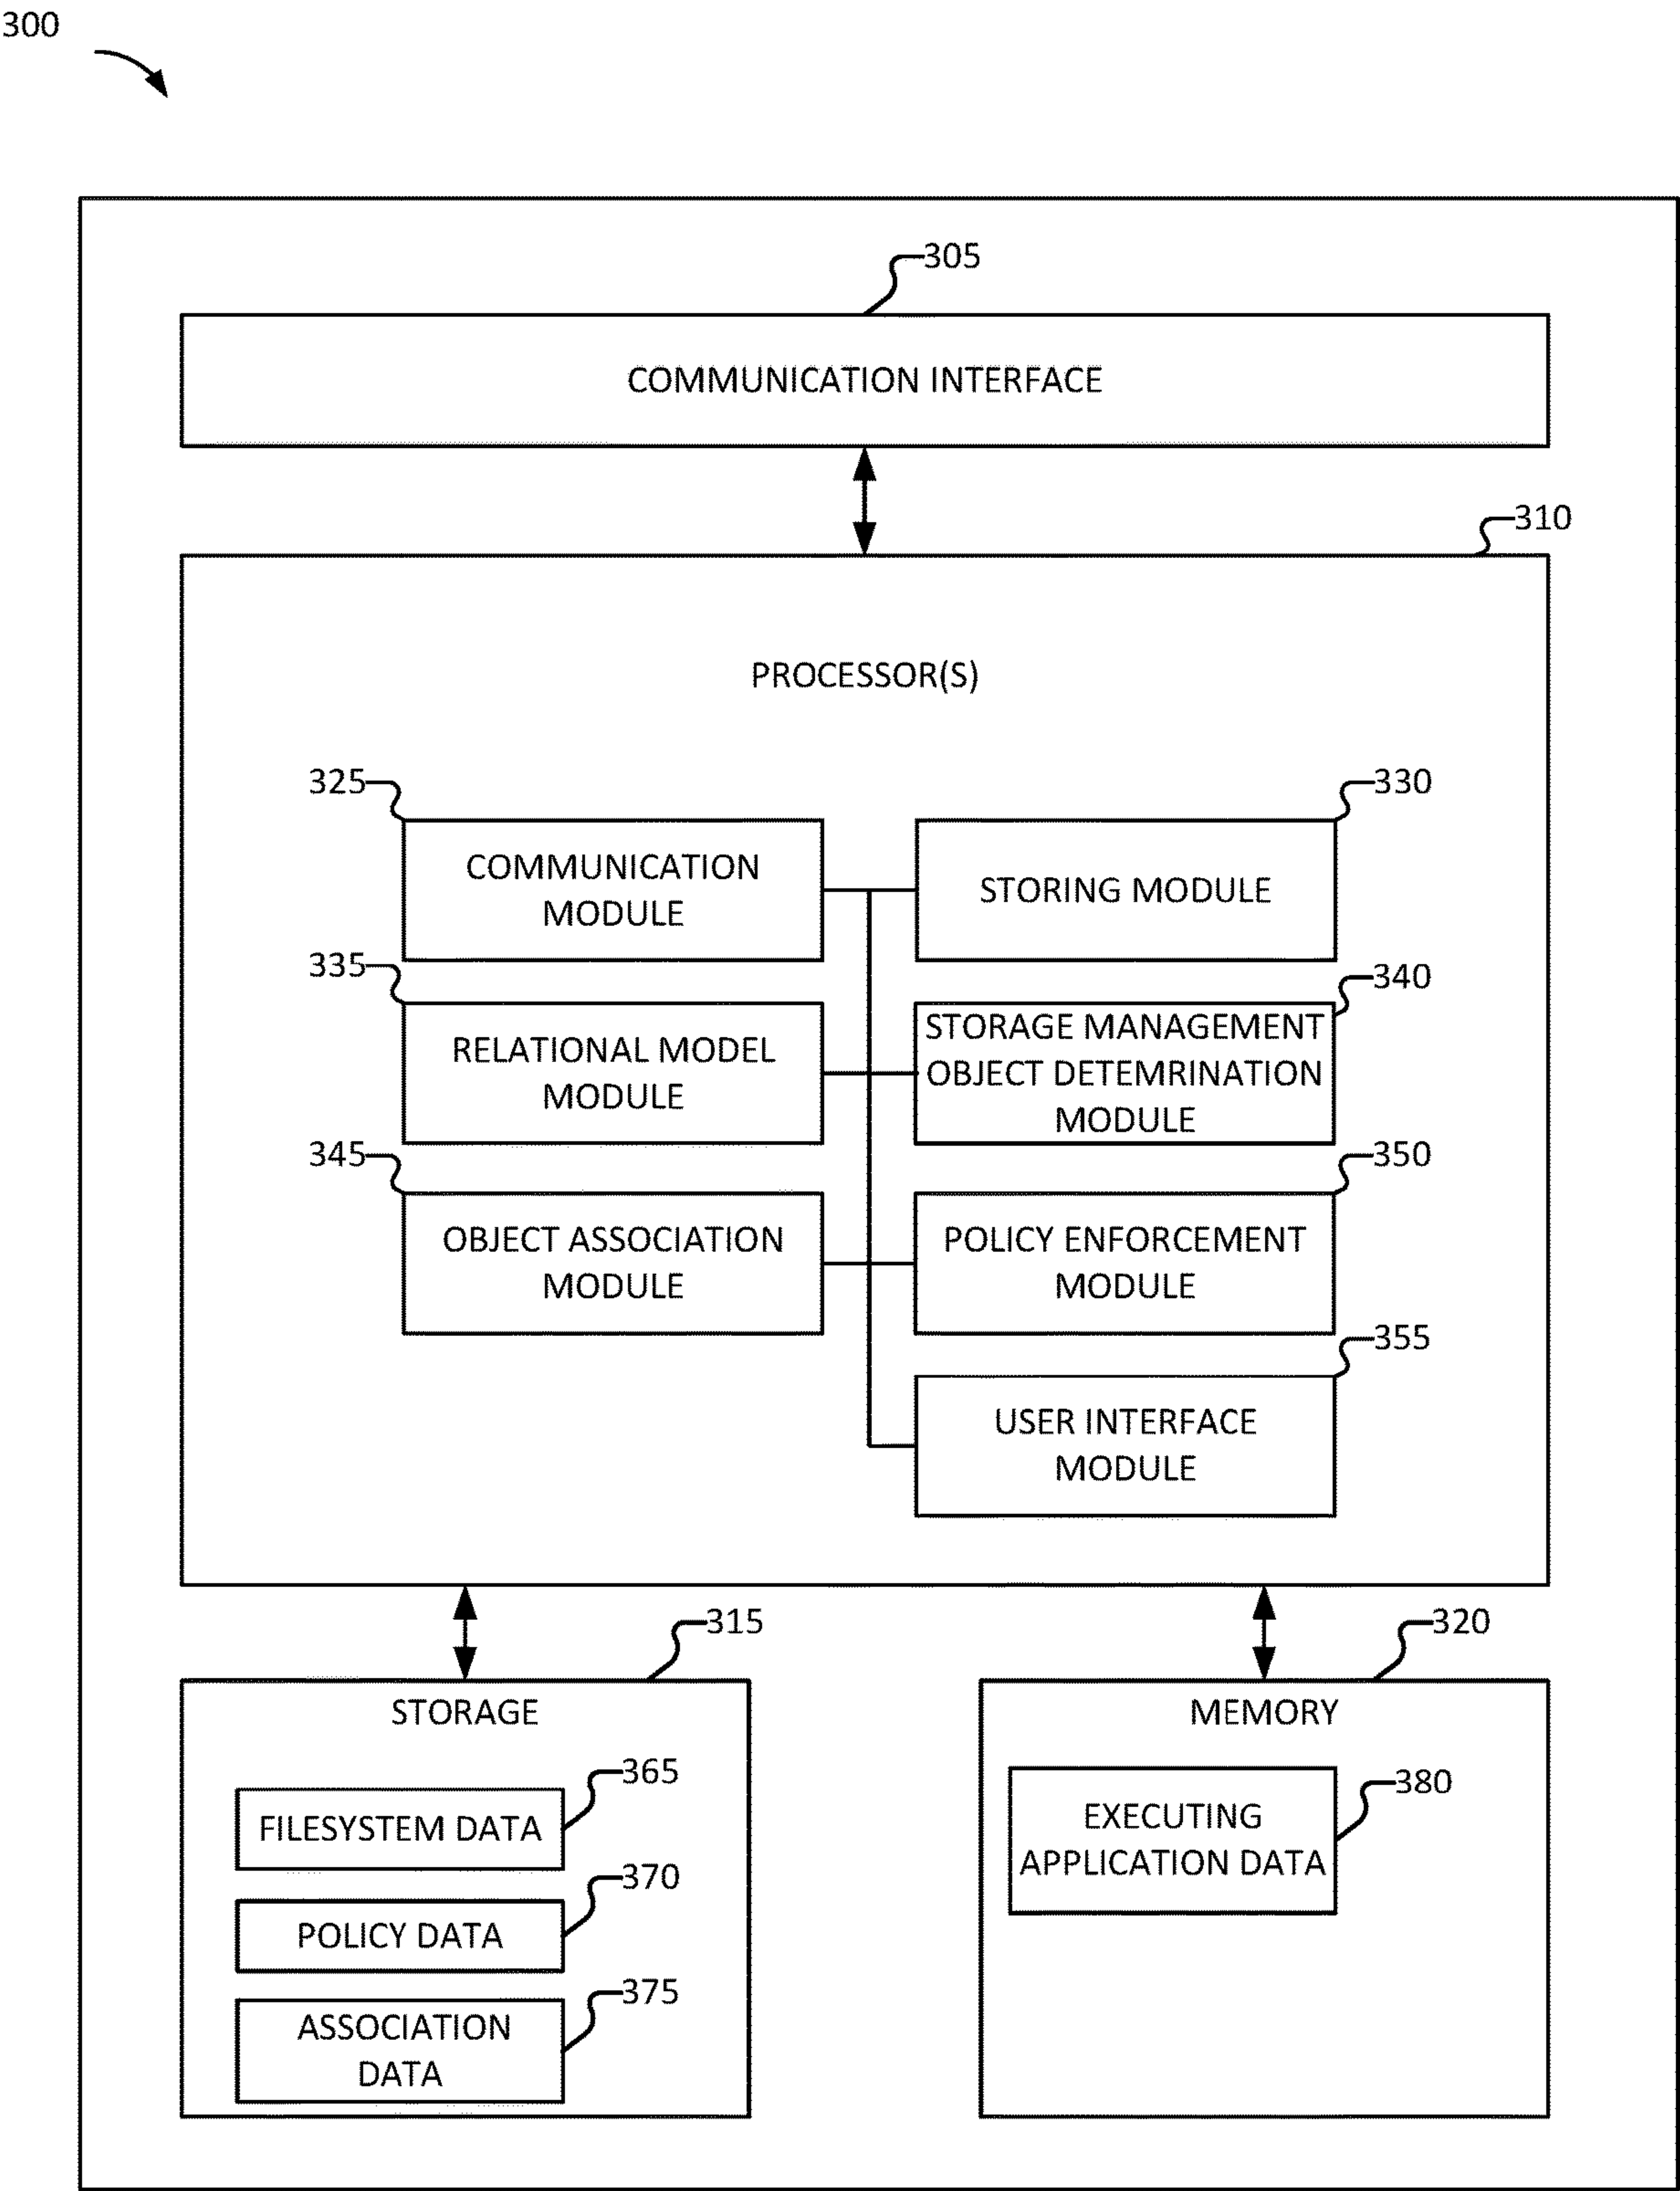 300
305
COMMUNICATION INTERFACE
310
PROCESSOR(S)
325
330
COMMUNICATION
MODULE
STORING MODULE
335
340
RELATIONAL MODEL
MODULE
STORAGE MANAGEMENT
OBJECT DETEMRINATION
MODULE
345
350
OBJECT ASSOCIATION
MODULE
POLICY ENFORCEMENT
MODULE
355
USER INTERFACE
MODULE
315
320
STORAGE
365
FILESYSTEM DATA
370
POLICY DATA
375
ASSOCIATION
DATA
MEMORY
380
EXECUTING
APPLICATION DATA